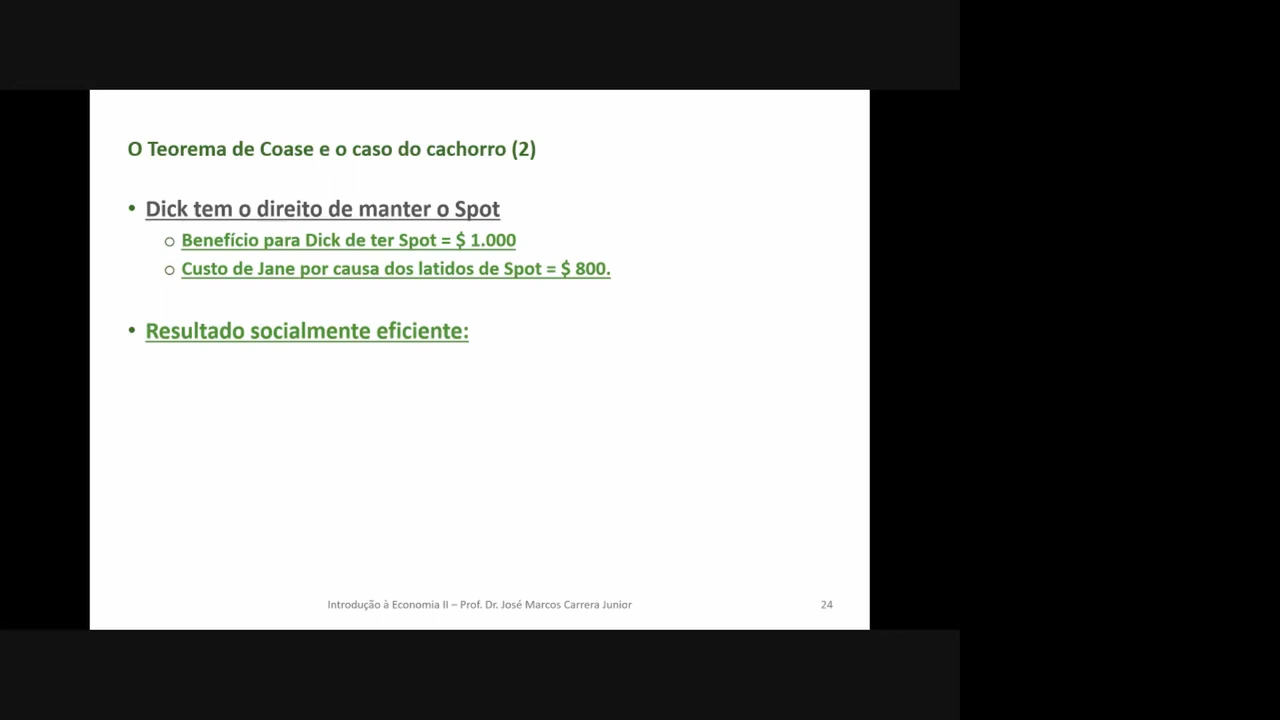 O Teorema de Coase e o caso do cachorro (2)
• Dick tem o direito de manter o Spot
o Benefício para Dick de ter Spot = $ 1.000
o Custo de Jane por causa dos latidos de Spot = $ 800.
• Resultado socialmente eficiente:
Introdução à Economia II – Prof. Dr. José Marcos Carrera Junior 24